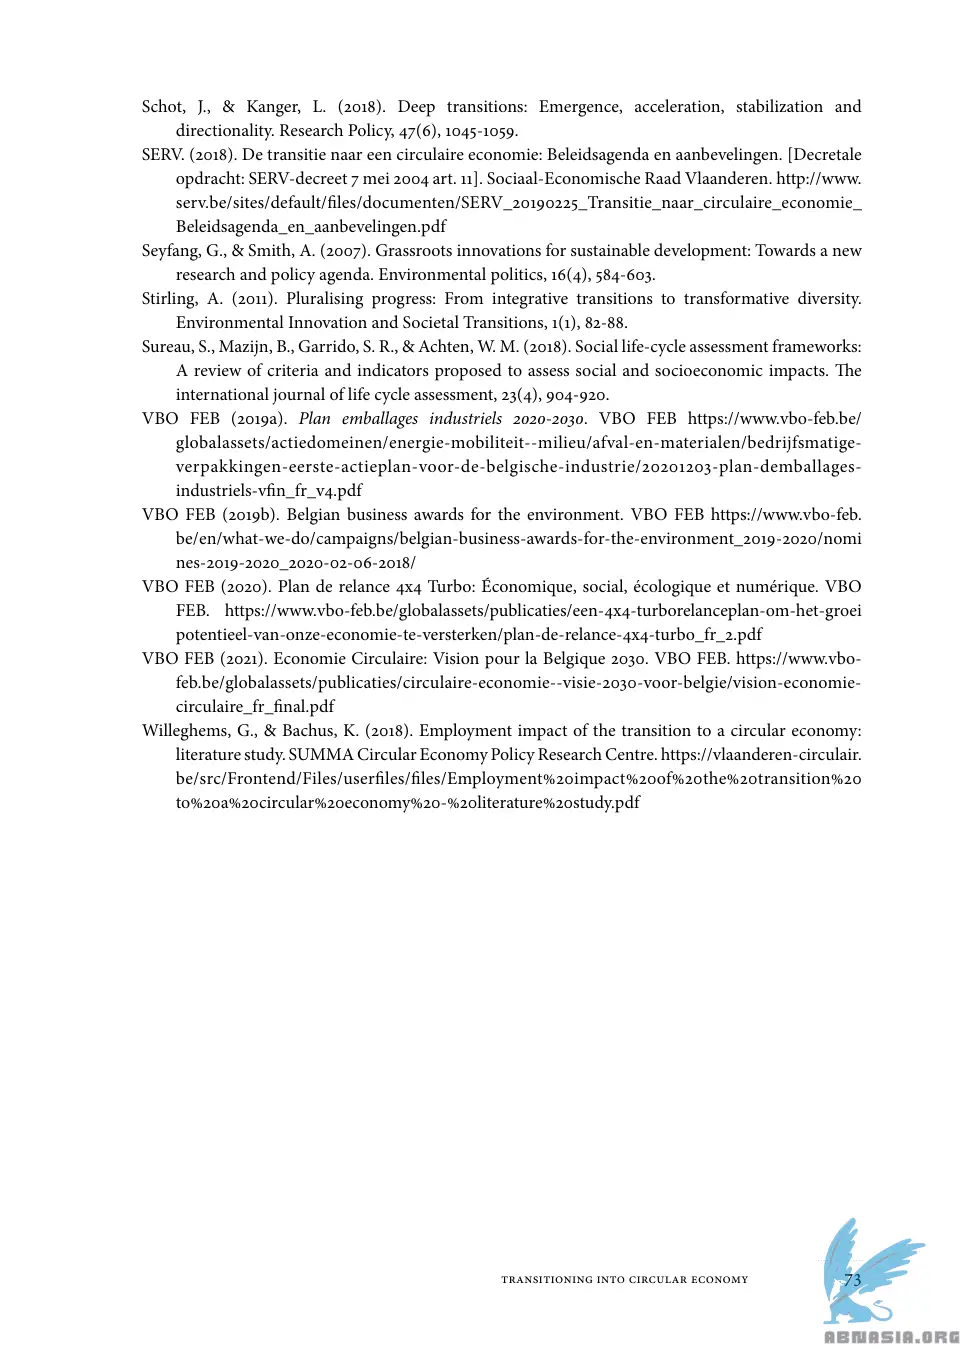 Schot, J., & Kanger, L. (2018). Deep transitions: Emergence, acceleration, stabilization and
directionality. Research Policy, 47(6), 1045-1059.
SERV. (2018). De transitie naar een circulaire economie: Beleidsagenda en aanbevelingen. [Decretale
opdracht: SERV-decreet 7 mei 2004 art. 11]. Sociaal-Economische Raad Vlaanderen. http://www.
serv.be/sites/default/files/documenten/SERV_20190225_Transitie_naar_circulaire_economie_
Beleidsagenda_en_aanbevelingen.pdf
Seyfang, G., & Smith, A. (2007). Grassroots innovations for sustainable development: Towards a new
research and policy agenda. Environmental politics, 16(4), 584-603.
Stirling, A. (2011). Pluralising progress: From integrative transitions to transformative diversity.
Environmental Innovation and Societal Transitions, 1(1), 82-88.
Sureau, S., Mazijn, B., Garrido, S. R., & Achten, W. M. (2018). Social life-cycle assessment frameworks:
A review of criteria and indicators proposed to assess social and socioeconomic impacts. The
international journal of life cycle assessment, 23(4), 904-920.
VBO FEB (2019a). Plan emballages industriels 2020-2030. VBO FEB https://www.vbo-feb.be/
globalassets/actiedomeinen/energie-mobiliteit--milieu/afval-en-materialen/bedrijfsmatige-
verpakkingen-eerste-actieplan-voor-de-belgische-industrie/20201203-plan-demballages-
industriels-vfin_fr_v4.pdf
VBO FEB (2019b). Belgian business awards for the environment. VBO FEB https://www.vbo-feb.
be/en/what-we-do/campaigns/belgian-business-awards-for-the-environment_2019-2020/nomi
nes-2019-2020_2020-02-06-2018/
VBO FEB (2020). Plan de relance 4x4 Turbo: Économique, social, écologique et numérique. VBO
FEB. https://www.vbo-feb.be/globalassets/publicaties/een-4x4-turborelanceplan-om-het-groei
potentieel-van-onze-economie-te-versterken/plan-de-relance-4x4-turbo_fr_2.pdf
VBO FEB (2021). Economie Circulaire: Vision pour la Belgique 2030. VBO FEB. https://www.vbo-
feb.be/globalassets/publicaties/circulaire-economie--visie-2030-voor-belgie/vision-economie-
circulaire_fr_final.pdf
Willeghems, G., & Bachus, K. (2018). Employment impact of the transition to a circular economy:
literature study. SUMMA Circular Economy Policy Research Centre. https://vlaanderen-circulair.
be/src/Frontend/Files/userfiles/files/Employment%20impact%20of%20the%20transition%20
to%20a%20circular%20economy%20-%20literature%20study.pdf
TRANSITIONING INTO CIRCULAR ECONOMY 73
ABNASIA.ORG